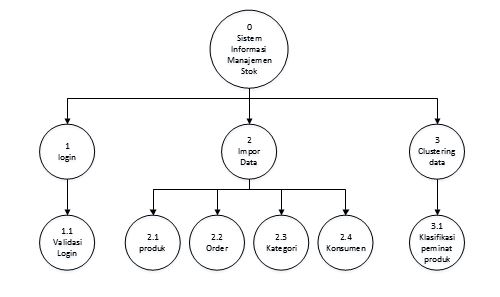 0
Sistem
Informasi
Manajemen
Stok
1
login
2
Impor
Data
3
Clustering
data
1.1
Validasi
Login
2.1
produk
2.2
Order
2.3
Kategori
2.4
Konsumen
3.1
Klasifikasi
peminat
produk